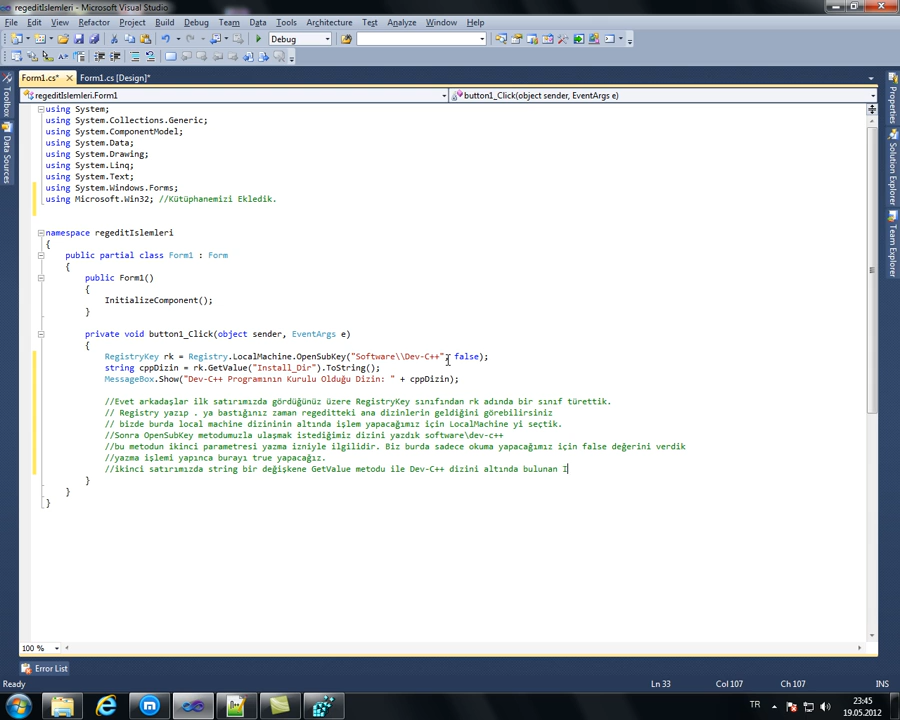 regeditIslemleri - Microsoft Visual Studio
File Edit View Refactor Project Build Debug Team Data Tools Architecture Test Analyze Window Help
Debug
Form1.cs* Form1.cs [Design]*
regeditIslemleri.Form1 button1_Click(object sender, EventArgs e)
using System;
using System.Collections.Generic;
using System.ComponentModel;
using System.Data;
using System.Drawing;
using System.Linq;
using System.Text;
using System.Windows.Forms;
using Microsoft.Win32; //Kütüphanemizi Ekledik.
namespace regeditIslemleri
{
public partial class Form1 : Form
{
public Form1()
{
InitializeComponent();
}
private void button1_Click(object sender, EventArgs e)
{
RegistryKey rk = Registry.LocalMachine.OpenSubKey("Software\\Dev-C++", false);
string cppDizin = rk.GetValue("Install_Dir").ToString();
MessageBox.Show("Dev-C++ Programının Kurulu Olduğu Dizin: " + cppDizin);
//Evet arkadaşlar ilk satırımızda gördüğünüz üzere RegistryKey sınıfından rk adında bir sınıf türettik.
// Registry yazıp . ya bastığınız zaman regeditteki ana dizinlerin geldiğini görebilirsiniz
// bizde burda local machine dizininin altında işlem yapacağımız için LocalMachine yi seçtik.
//Sonra OpenSubKey metodumuzla ulaşmak istediğimiz dizini yazdık software\dev-c++
//bu metodun ikinci parametresi yazma izniyle ilgilidir. Biz burda sadece okuma yapacağımız için false değerini verdik
//yazma işlemi yapınca burayı true yapacağız.
//ikinci satırımızda string bir değişkene GetValue metodu ile Dev-C++ dizini altında bulunan I
}
}
}
Toolbox
Data Sources
Properties
Solution Explorer
Team Explorer
100 %
Error List
Ready Ln 33 Col 107 Ch 107 INS
TR 23:45
19.05.2012